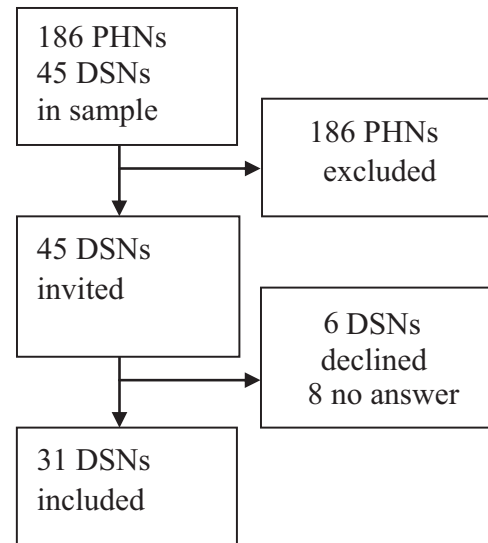 186 PHNs
45 DSNs
in sample
186 PHNs
excluded
45 DSNs
invited
6 DSNs
declined
8 no answer
31 DSNs
included